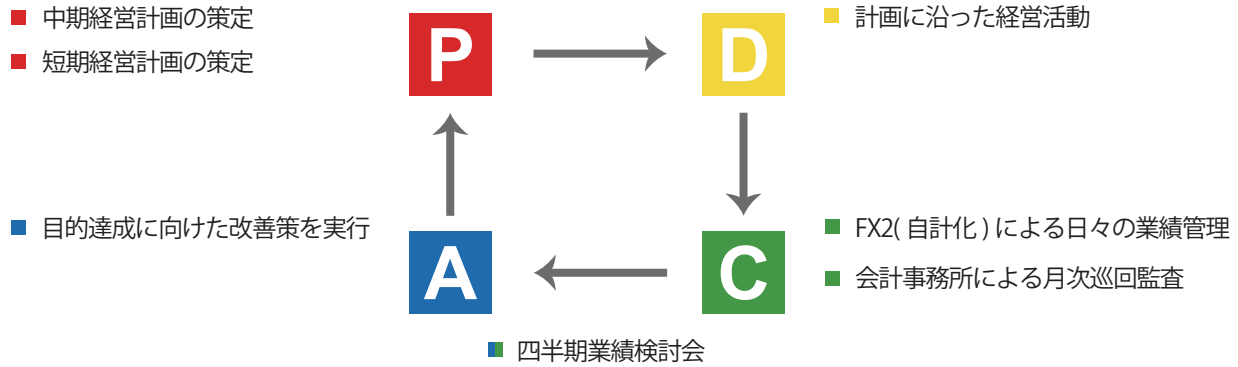 中期経営計画の策定
短期経営計画の策定
P
D
計画に沿った経営活動
目的達成に向けた改善策を実行
A
C
FX2( 自計化 ) による日々の業績管理
会計事務所による月次巡回監査
四半期業績検討会